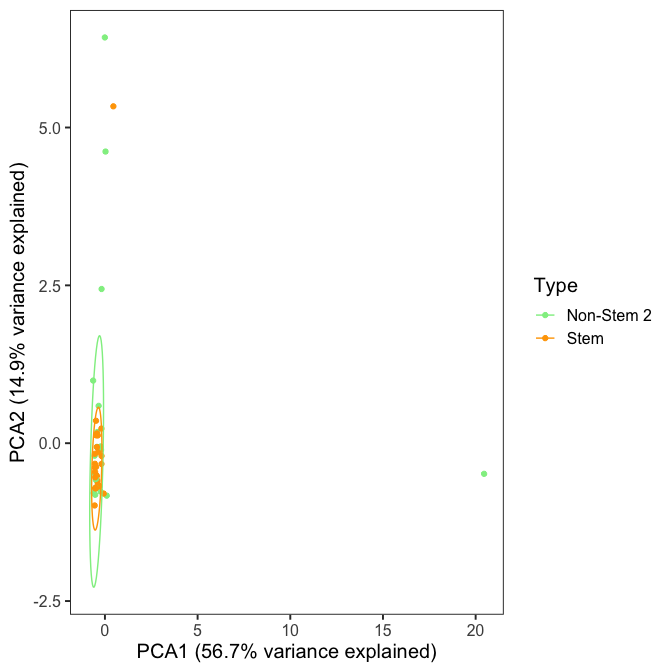 5.0
2.5
0.0
-2.5
PCA2 (14.9% variance explained)
0
5
10
15
20
PCA1 (56.7% variance explained)
Type
Non-Stem 2
Stem